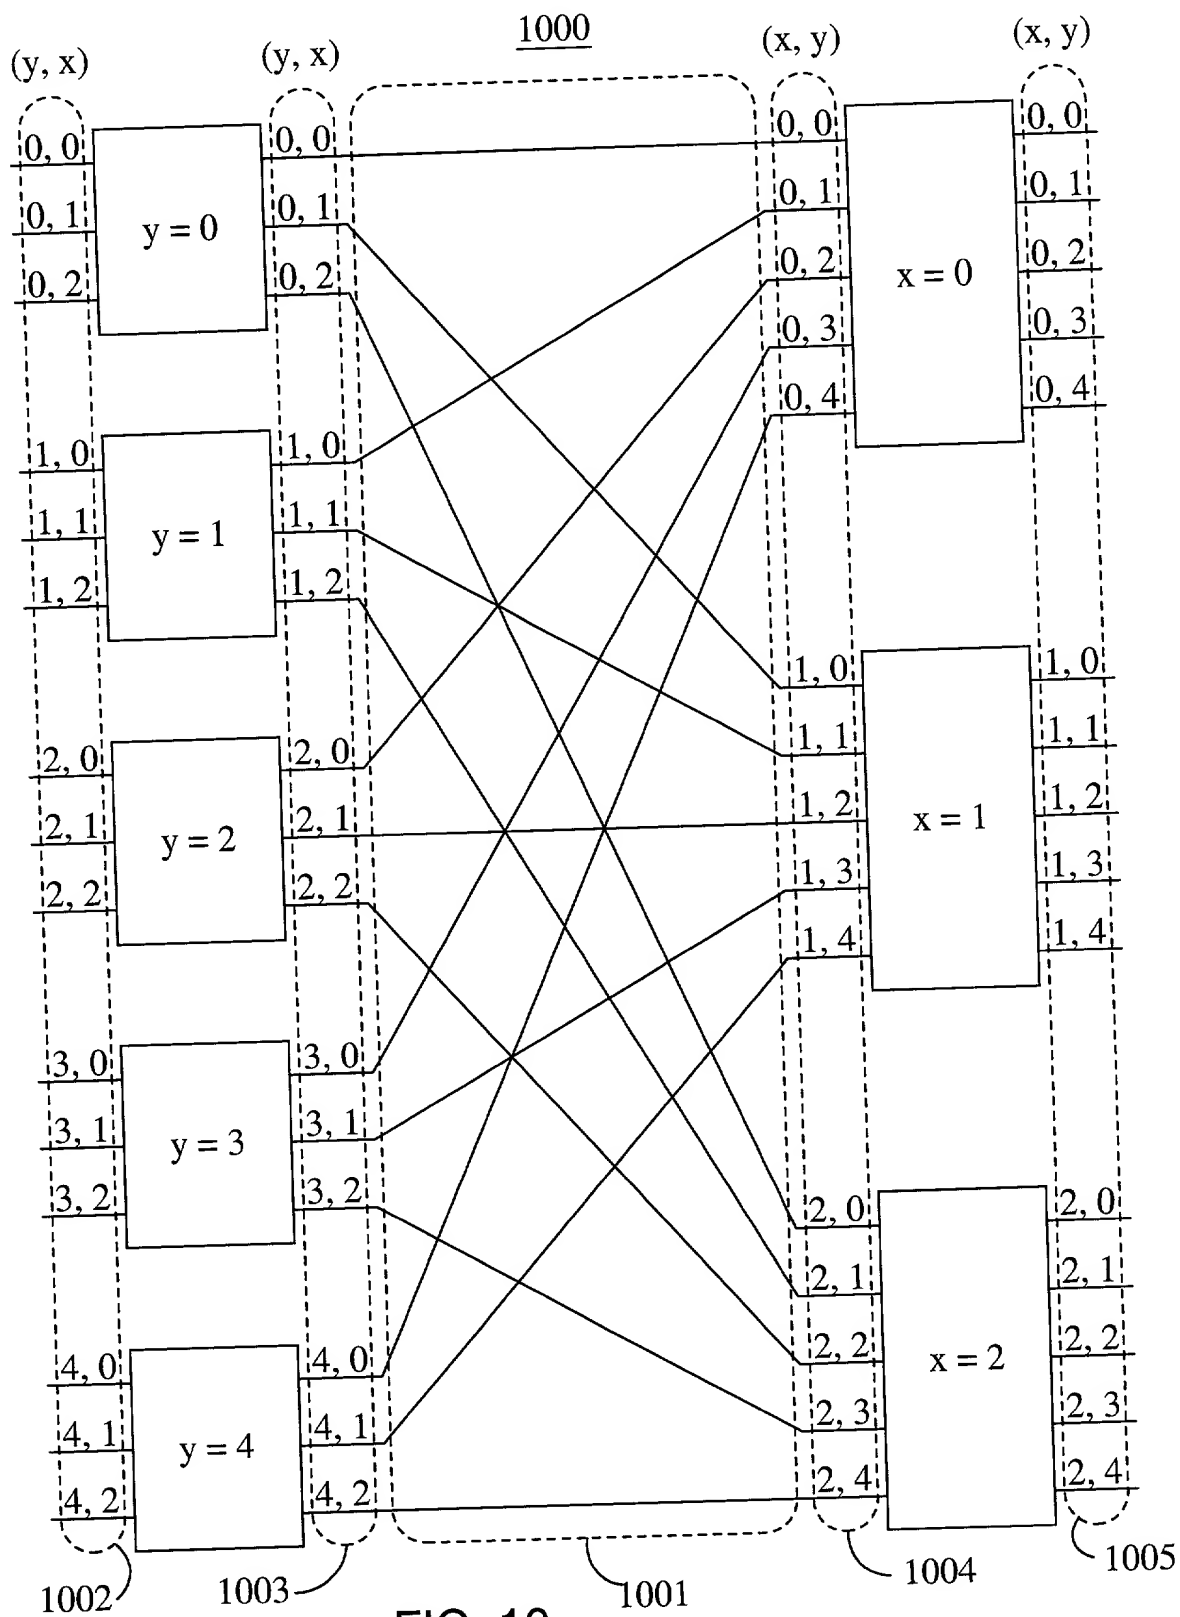 1000
(y, x) (y, x) (x, y) (x, y)
0, 0 0, 0 0, 0 0, 0
0, 1 y = 0 0, 1 0, 1 0, 1
0, 2 0, 2 0, 2 x = 0 0, 2
0, 3 0, 3
0, 4 0, 4
1, 0 1, 0
1, 1 y = 1 1, 1
1, 2 1, 2
1, 0 1, 0
2, 0 2, 0 1, 1 1, 1
2, 1 y = 2 2, 1 1, 2 x = 1 1, 2
2, 2 2, 2 1, 3 1, 3
1, 4 1, 4
3, 0 3, 0
3, 1 y = 3 3, 1
3, 2 3, 2
2, 0 2, 0
2, 1 2, 1
4, 0 4, 0 2, 2 x = 2 2, 2
4, 1 y = 4 4, 1 2, 3 2, 3
4, 2 4, 2 2, 4 2, 4
1002 1003 1001 1004 1005